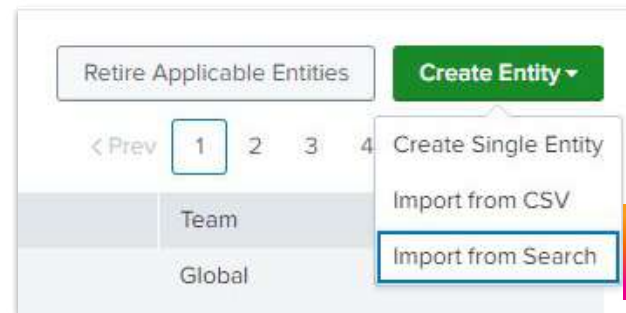 Retire Applicable Entities
Create Entity
< Prev 1 2 3 4
Create Single Entity
Import from CSV
Import from Search
Team
Global